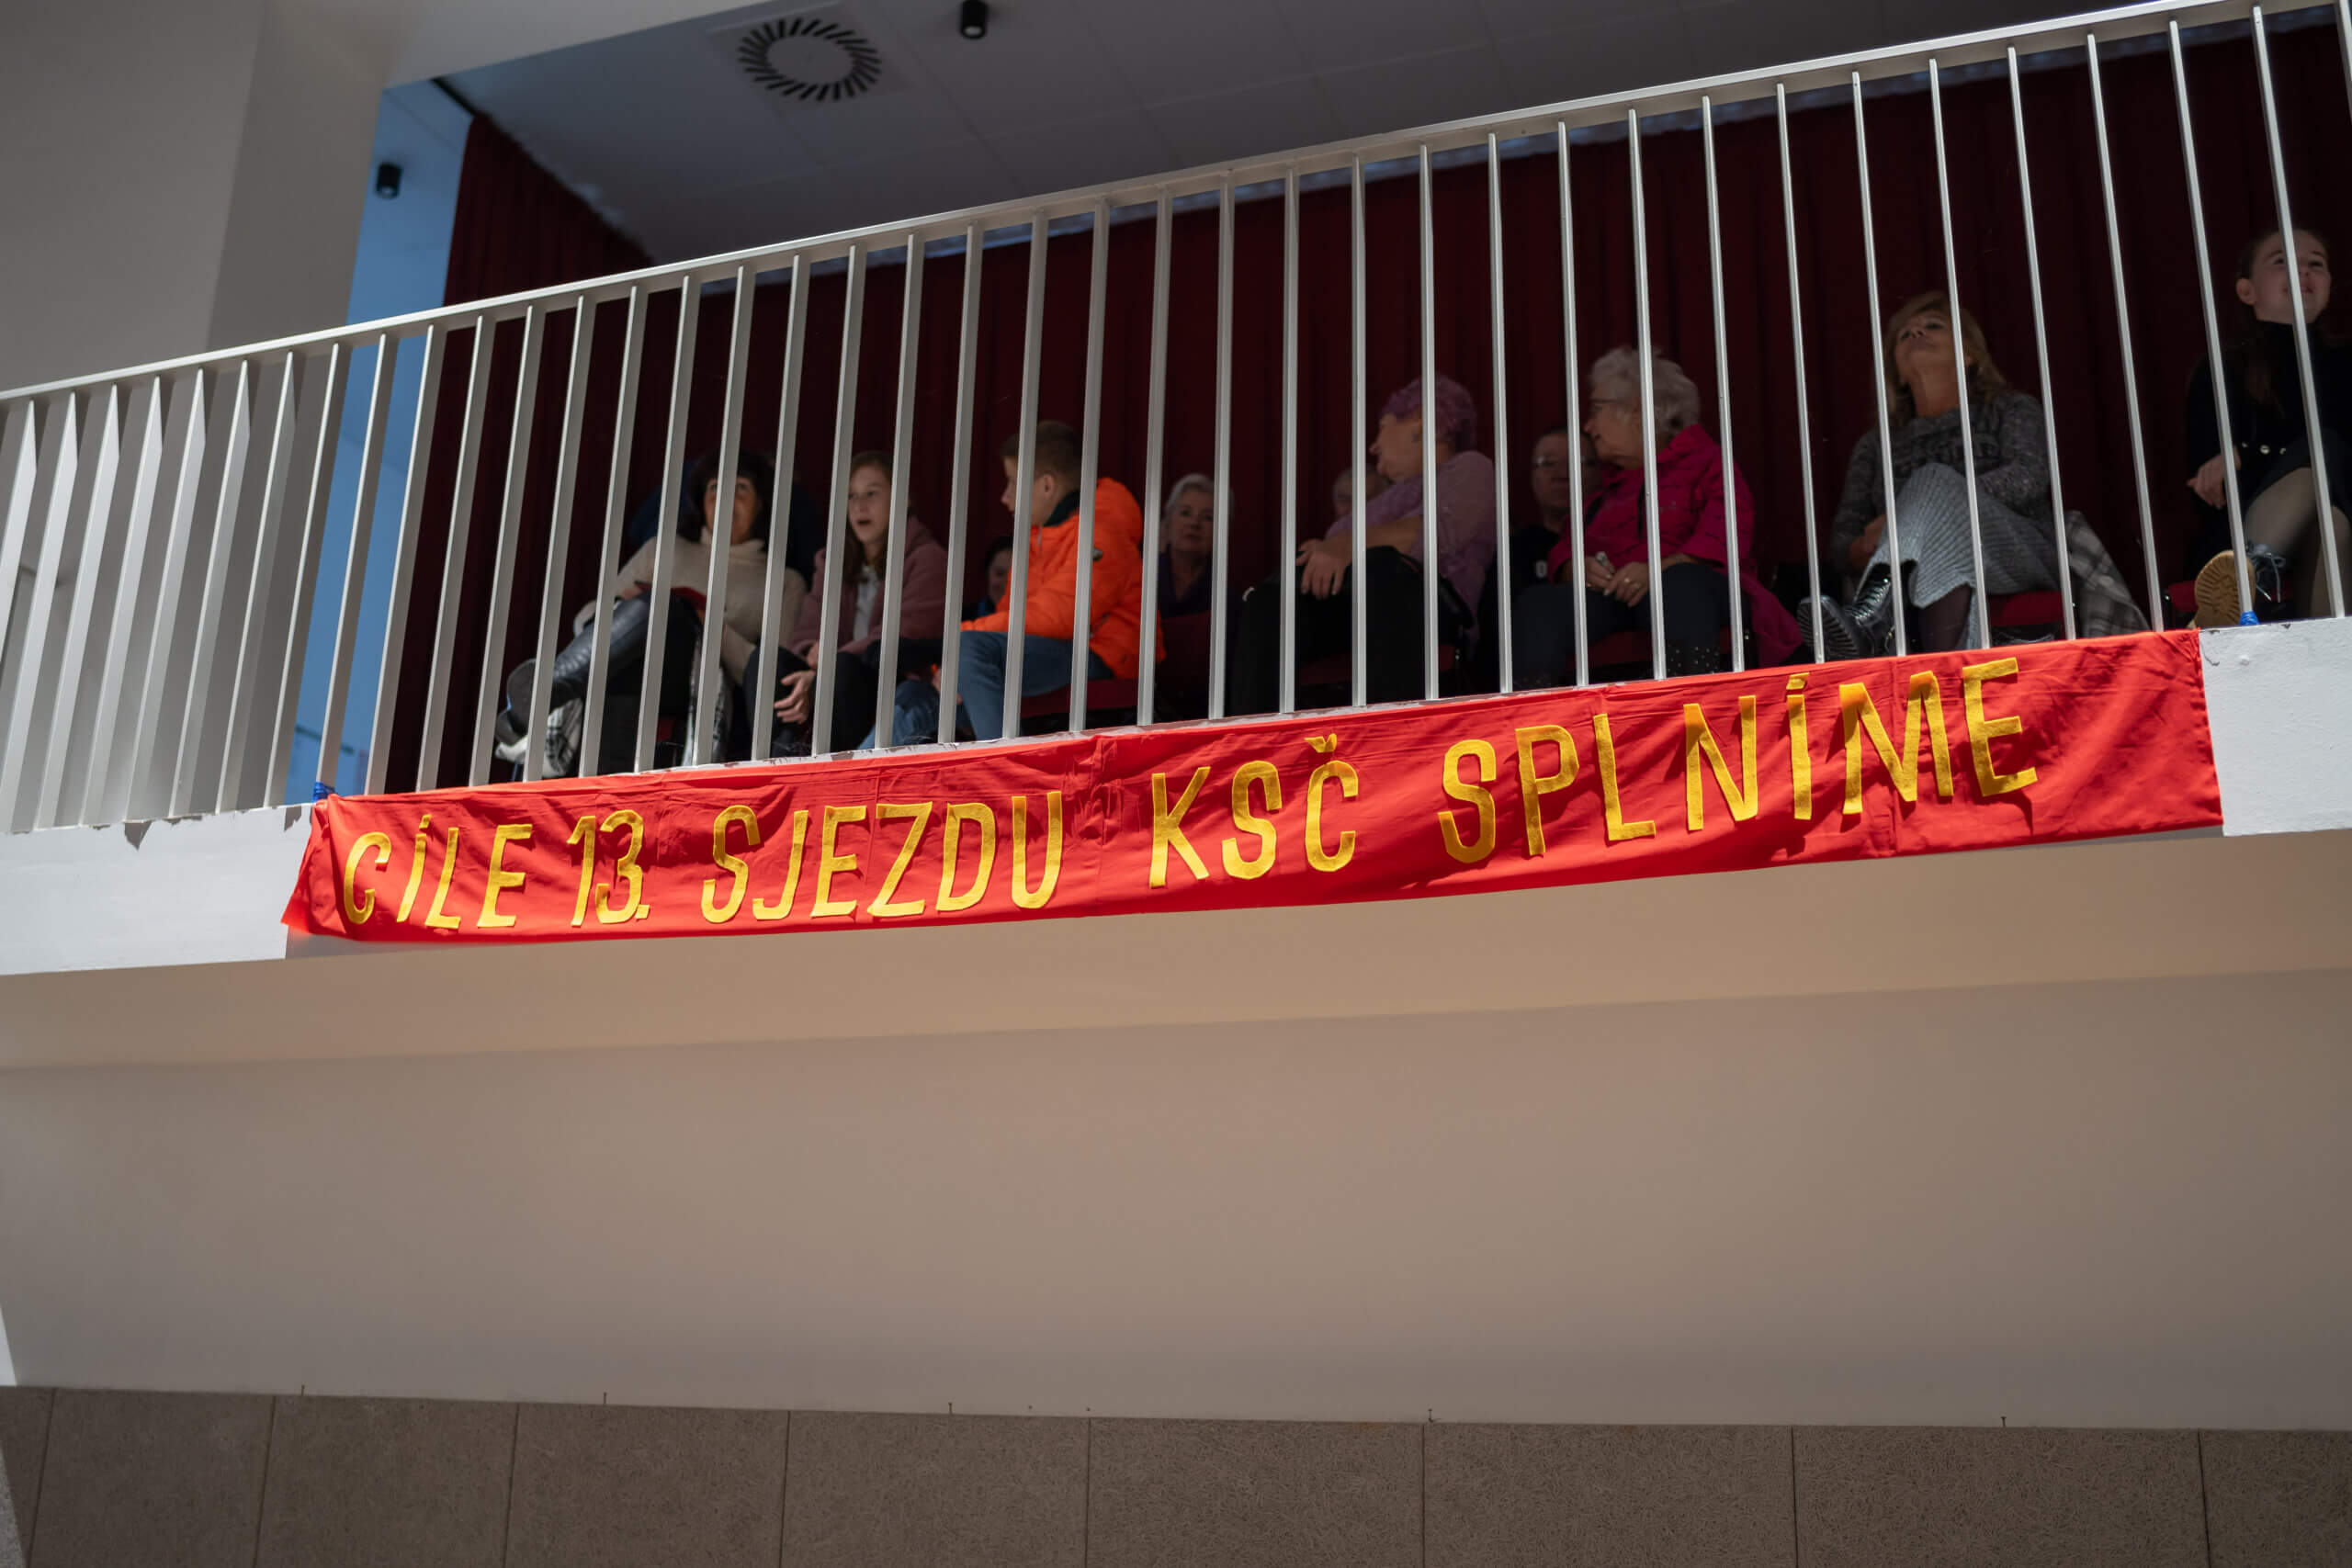 CÍLE 13. SJEZDU KSČ SPLNÍME